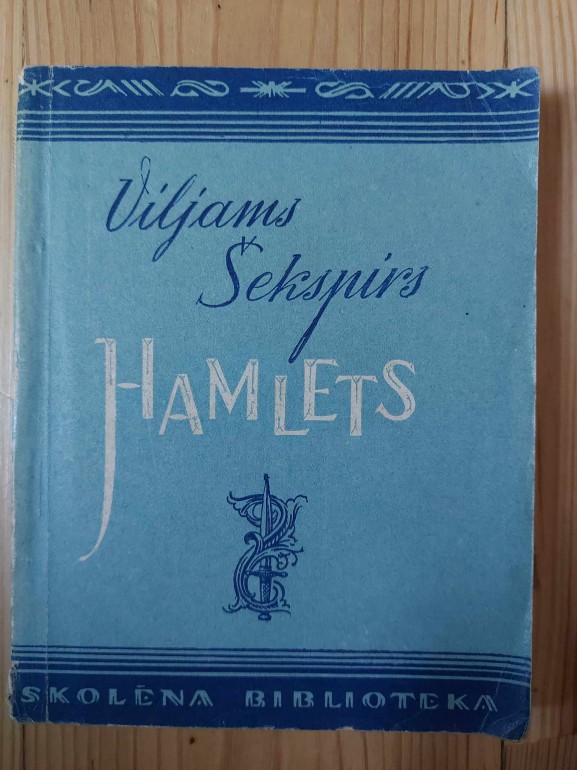 Viljams
Šekspirs
HAMLETS
SKOLĒNA BIBLIOTEKA